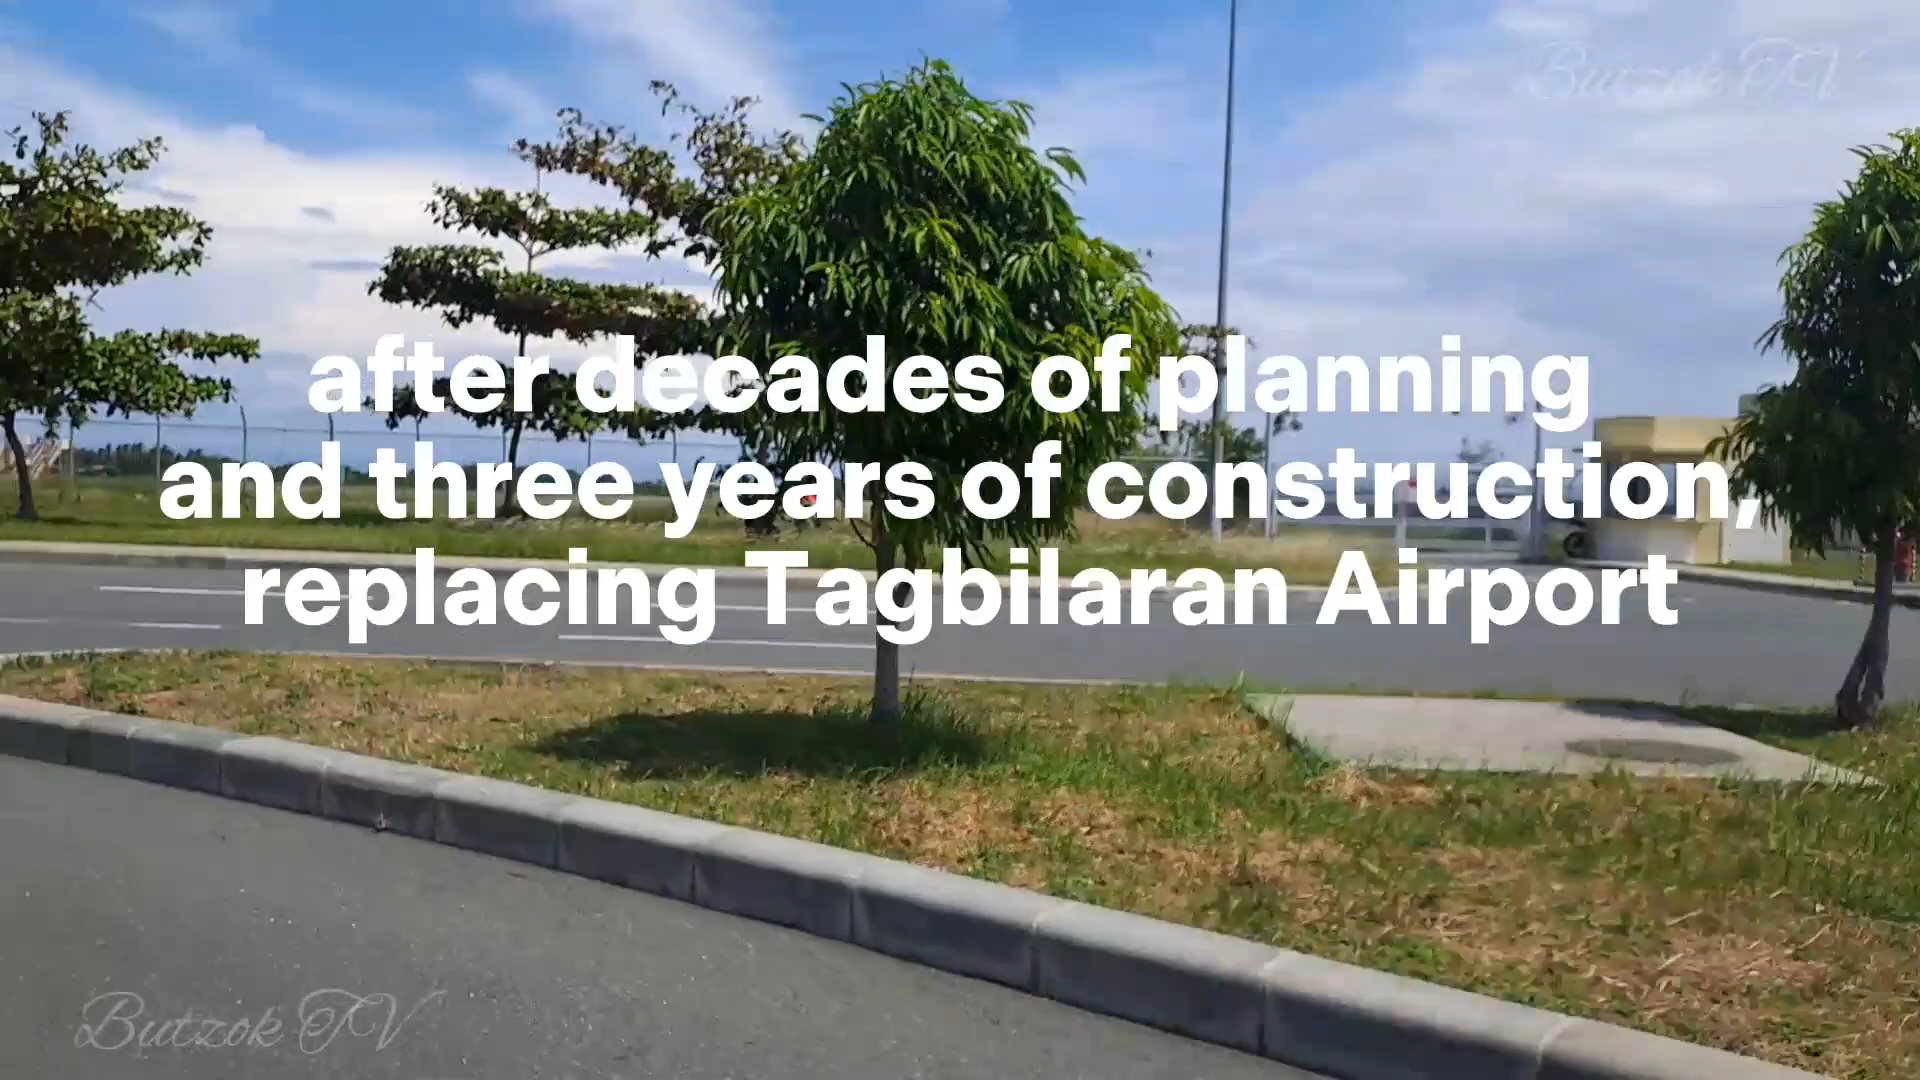 Butzok TV
after decades of planning
and three years of construction,
replacing Tagbilaran Airport
Butzok TV